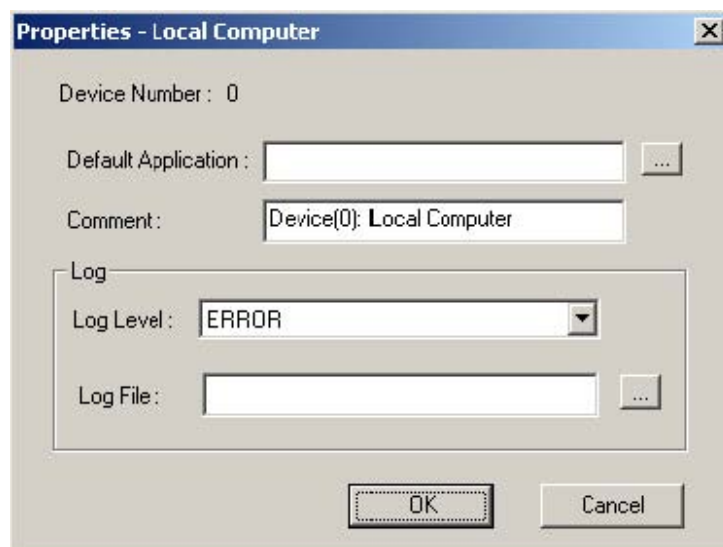 Properties - Local Computer
Device Number : 0
Default Application :
...
Comment : Device(0): Local Computer
Log
Log Level : ERROR
Log File :
...
OK Cancel